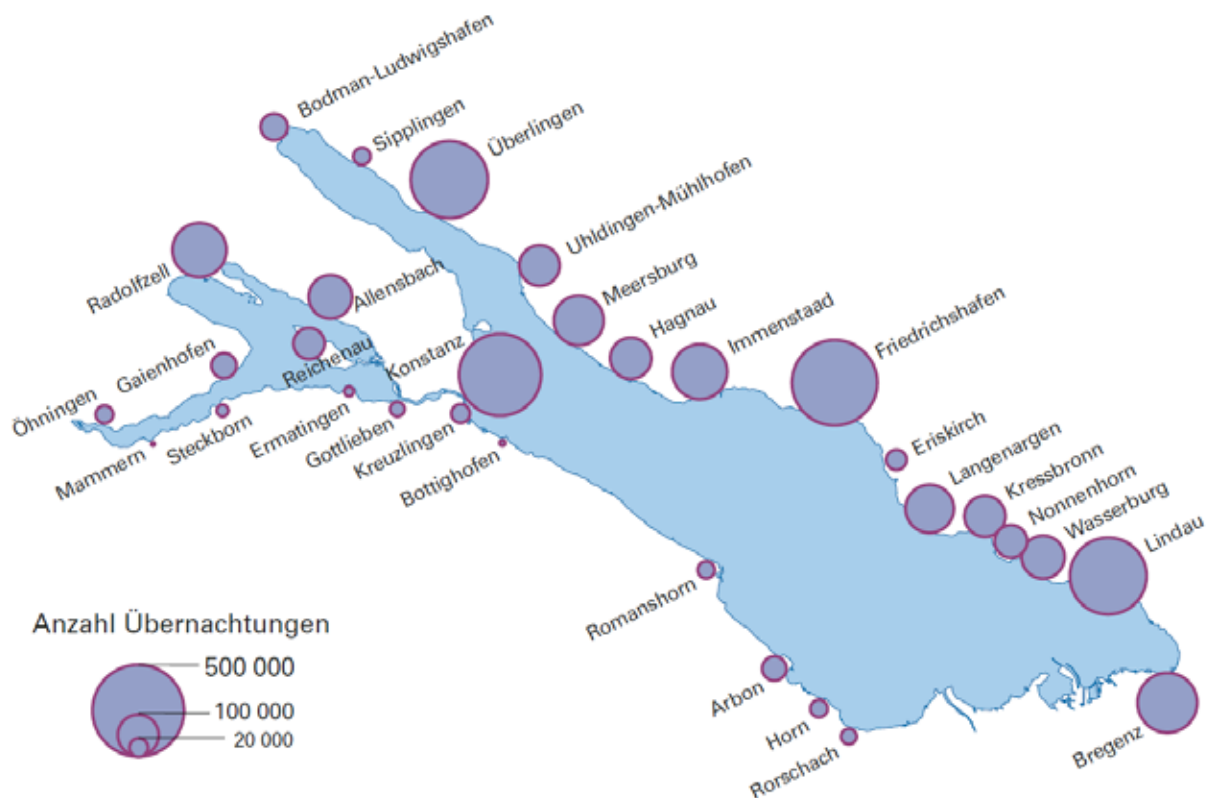 Bodman-Ludwigshafen
Sipplingen
Überlingen
Uhldingen-Mühlhofen
Radolfzell
Allensbach
Meersburg
Hagnau
Immenstaad
Friedrichshafen
Gaienhofen
Reichenau
Konstanz
Öhningen
Mammern
Steckborn
Ermatingen
Gottlieben
Kreuzlingen
Bottighofen
Eriskirch
Langenargen
Kressbronn
Nonnenhorn
Wasserburg
Lindau
Romanshorn
Arbon
Horn
Rorschach
Bregenz
Anzahl Übernachtungen
500 000
100 000
20 000